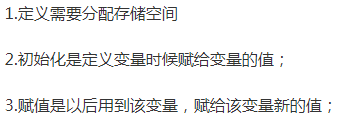 1.定义需要分配存储空间
2.初始化是定义变量时候赋给变量的值；
3.赋值是以后用到该变量，赋给该变量新的值；